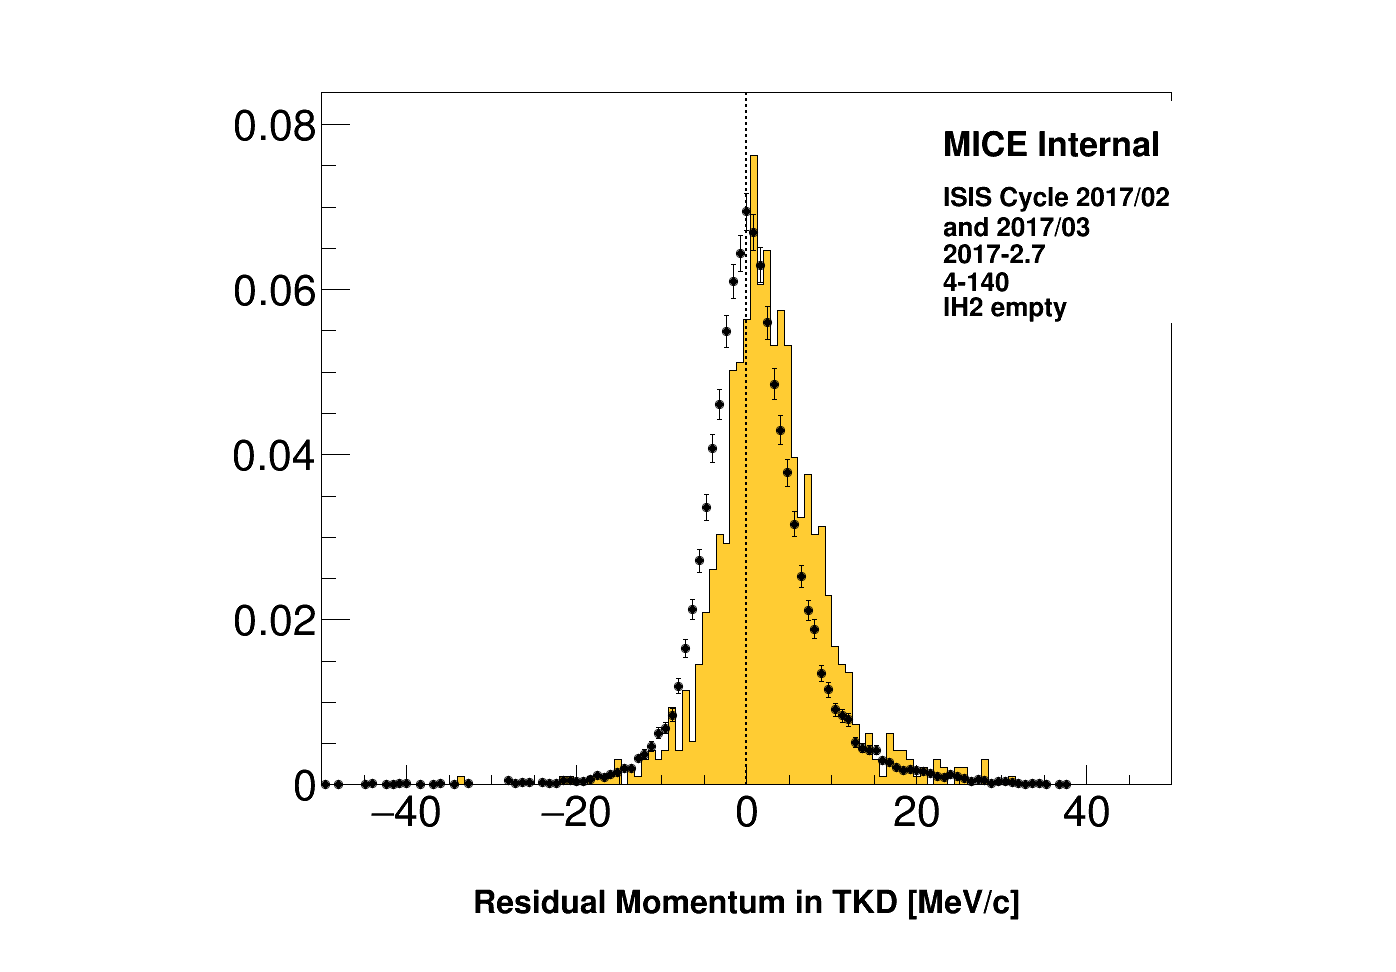 0.08
0.06
0.04
0.02
0
−40 −20 0 20 40
MICE Internal
ISIS Cycle 2017/02
and 2017/03
2017-2.7
4-140
lH2 empty
Residual Momentum in TKD [MeV/c]